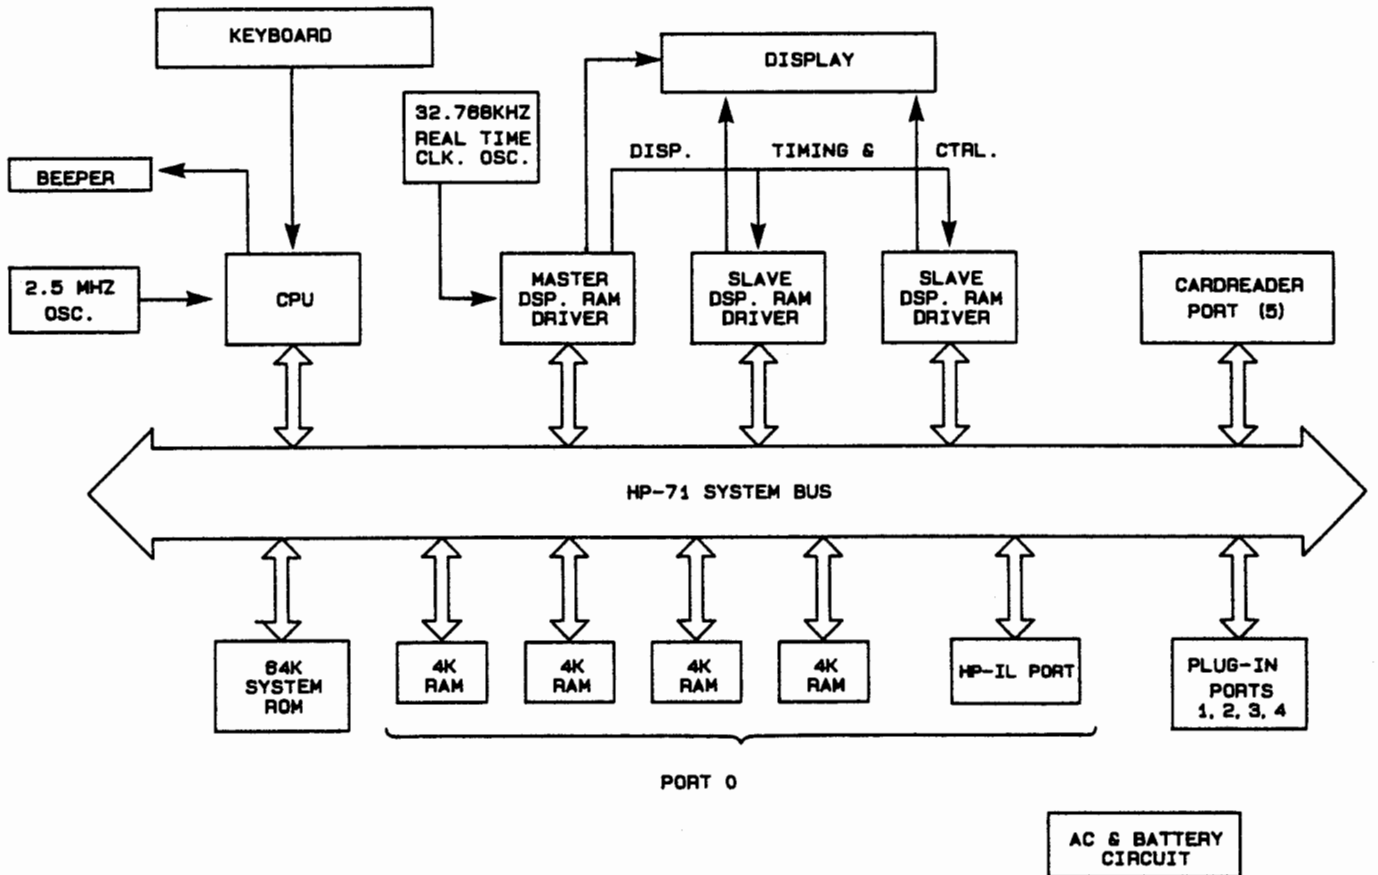 KEYBOARD
DISPLAY
32.768KHZ
REAL TIME
CLK. OSC.
DISP. TIMING & CTRL.
BEEPER
2.5 MHZ
OSC.
CPU
MASTER
DSP. RAM
DRIVER
SLAVE
DSP. RAM
DRIVER
SLAVE
DSP. RAM
DRIVER
CARDREADER
PORT (5)
HP-71 SYSTEM BUS
64K
SYSTEM
ROM
4K
RAM
4K
RAM
4K
RAM
4K
RAM
HP-IL PORT
PLUG-IN
PORTS
1, 2, 3, 4
PORT 0
AC & BATTERY
CIRCUIT